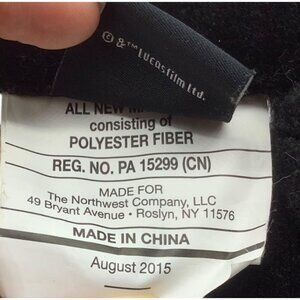 © & ™ Lucasfilm Ltd.
ALL NEW
consisting of
POLYESTER FIBER
REG. NO. PA 15299 (CN)
MADE FOR
The Northwest Company, LLC
49 Bryant Avenue • Roslyn, NY 11576
MADE IN CHINA
August 2015